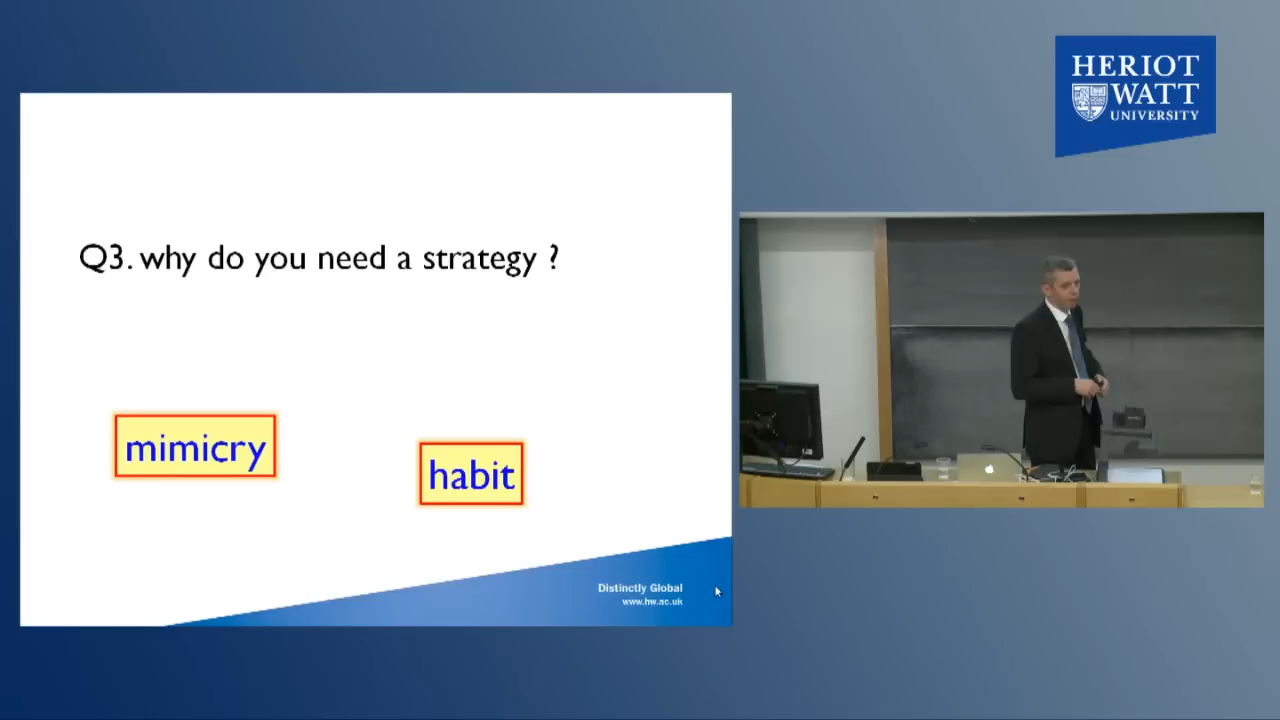 HERIOT
WATT
UNIVERSITY
Q3. why do you need a strategy ?
mimicry
habit
Distinctly Global
www.hw.ac.uk